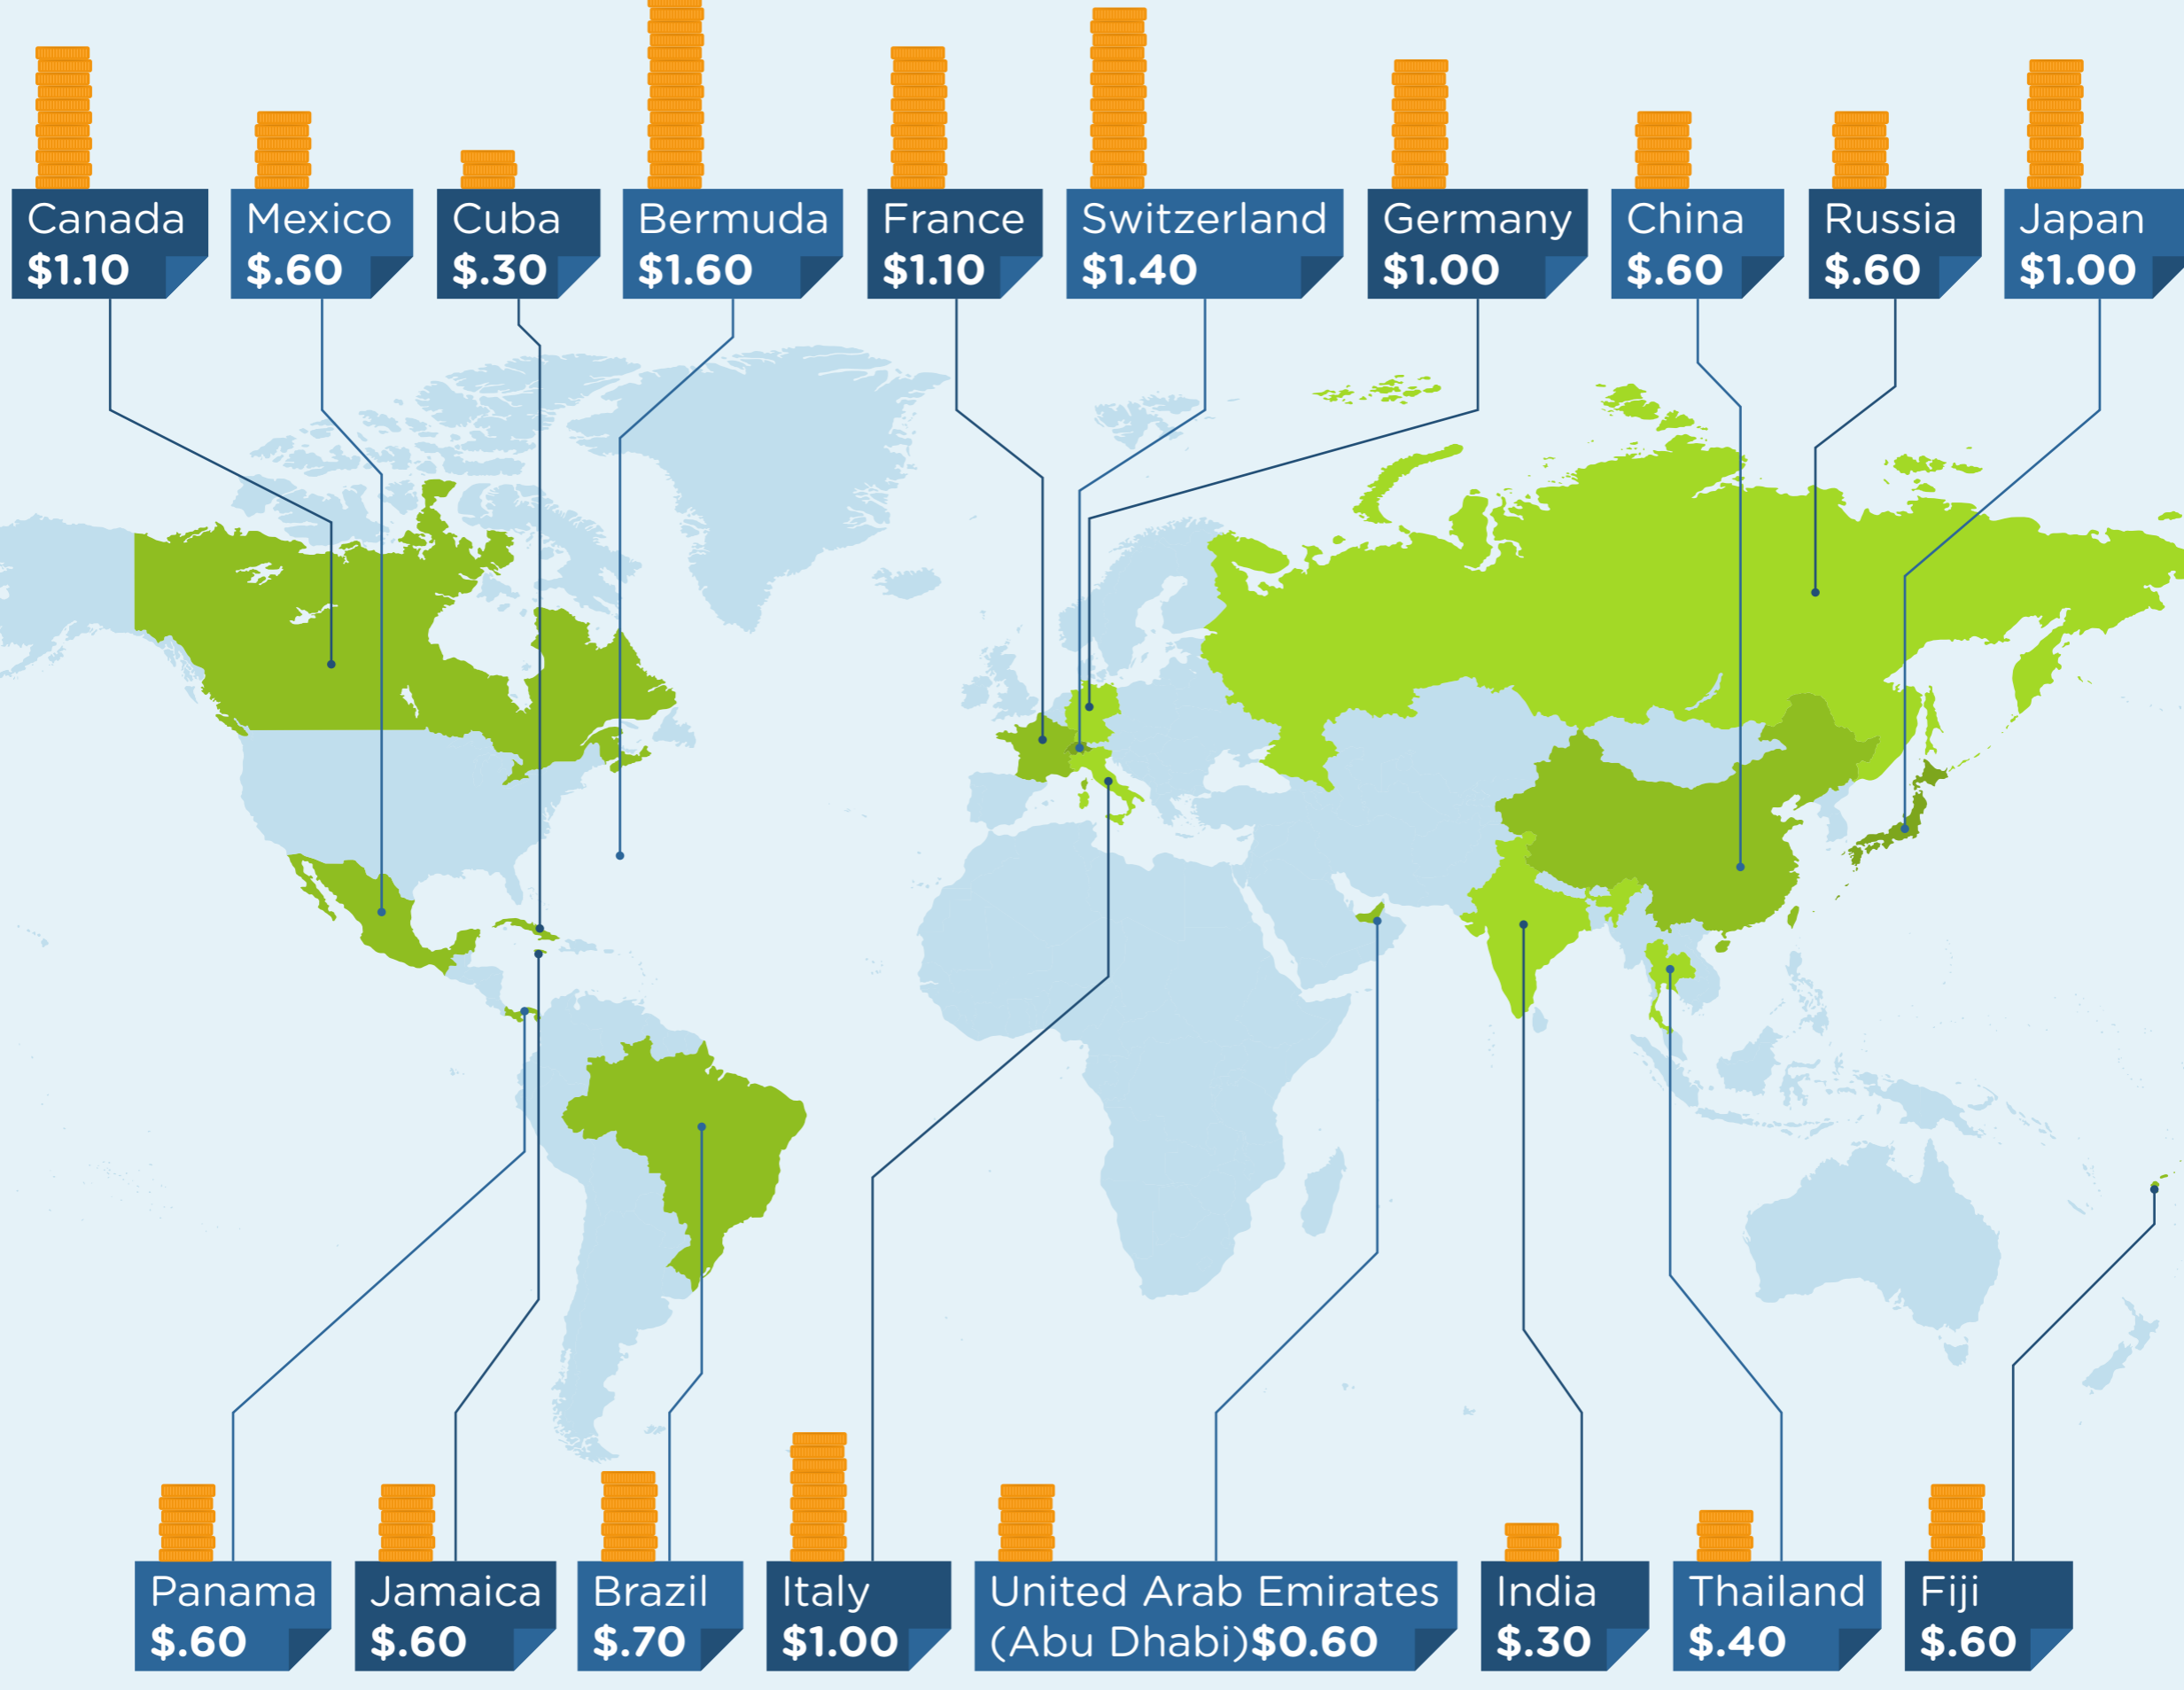 Canada
$1.10
Mexico
$.60
Cuba
$.30
Bermuda
$1.60
France
$1.10
Switzerland
$1.40
Germany
$1.00
China
$.60
Russia
$.60
Japan
$1.00
Panama
$.60
Jamaica
$.60
Brazil
$.70
Italy
$1.00
United Arab Emirates
(Abu Dhabi)$0.60
India
$.30
Thailand
$.40
Fiji
$.60